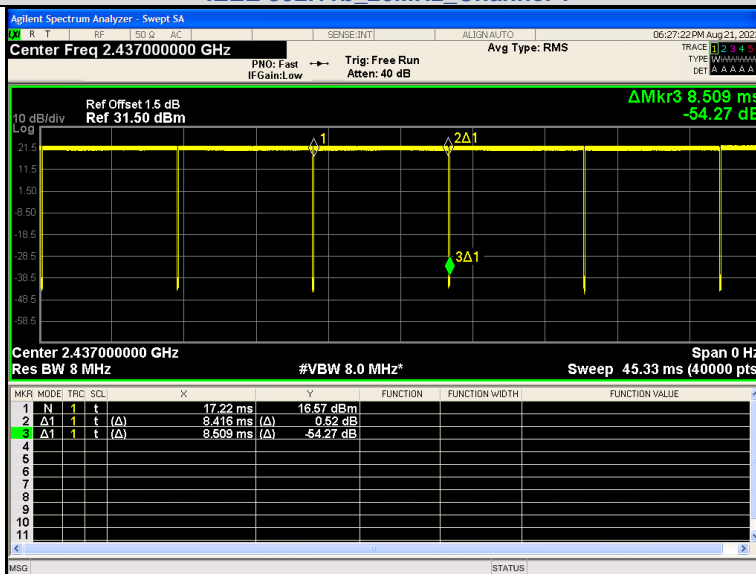 Agilent Spectrum Analyzer - Swept SA
LXI R T RF 50 Ω AC SENSE:INT ALIGN AUTO 06:27:22 PM Aug 21, 202
Center Freq 2.437000000 GHz
PNO: Fast
IFGain:Low
Trig: Free Run
Atten: 40 dB
Avg Type: RMS
TRACE 1 2 3 4 5
TYPE
DET A A A A A
Ref Offset 1.5 dB
10 dB/div Ref 31.50 dBm
Log
ΔMkr3 8.509 ms
-54.27 dB
21.5
11.5
1.50
-8.50
-18.5
-28.5
-38.5
-48.5
-58.5
1
2Δ1
3Δ1
Center 2.437000000 GHz Span 0 Hz
Res BW 8 MHz #VBW 8.0 MHz* Sweep 45.33 ms (40000 pts
MKR MODE TRC SCL X Y FUNCTION FUNCTION WIDTH FUNCTION VALUE
1 N 1 t 17.22 ms 16.57 dBm
2 Δ1 1 t (Δ) 8.416 ms (Δ) 0.52 dB
3 Δ1 1 t (Δ) 8.509 ms (Δ) -54.27 dB
4
5
6
7
8
9
10
11
MSG STATUS